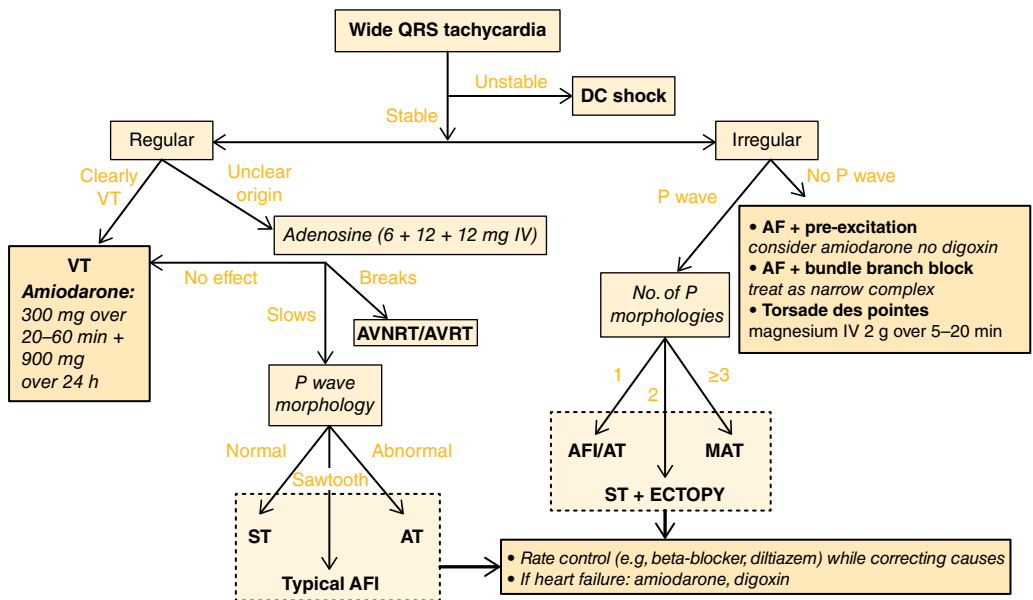 Wide QRS tachycardia
Unstable
DC shock
Stable
Regular
Irregular
Clearly
VT
Unclear
origin
P wave
No P wave
Adenosine (6 + 12 + 12 mg IV)
• AF + pre-excitation
consider amiodarone no digoxin
• AF + bundle branch block
treat as narrow complex
• Torsade des pointes
magnesium IV 2 g over 5–20 min
VT
Amiodarone:
300 mg over
20–60 min +
900 mg
over 24 h
No effect
Breaks
Slows
AVNRT/AVRT
No. of P
morphologies
P wave
morphology
1
2
≥3
Normal
Sawtooth
Abnormal
AFI/AT
MAT
ST + ECTOPY
ST
AT
Typical AFI
• Rate control (e.g, beta-blocker, diltiazem) while correcting causes
• If heart failure: amiodarone, digoxin